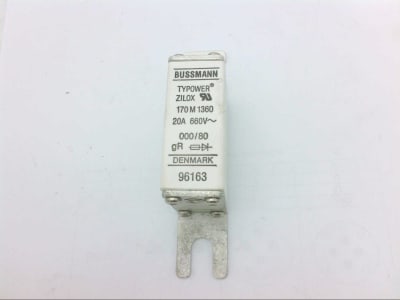 BUSSMANN
TYPOWER®
ZILOX
170M1360
20A 660V~
000/80
gR
DENMARK
96163